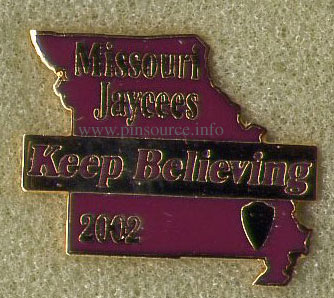 Missouri
Jaycees
www.pinsource.info
Keep Believing
2002